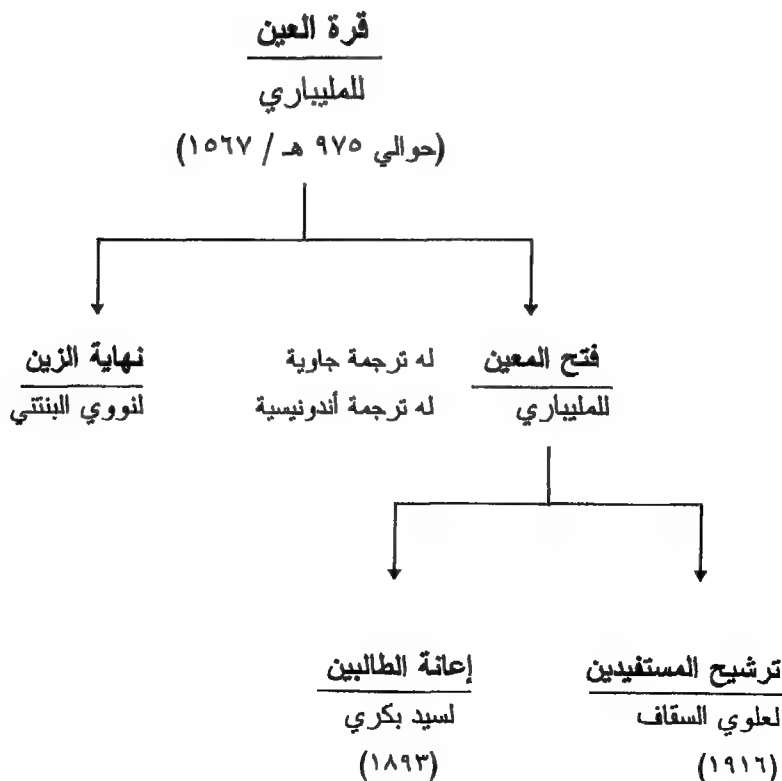 قرة العين
للمليباري
(حوالي ٩٧٥ هـ / ١٥٦٧)
فتح المعين
للمليباري
له ترجمة جاوية
له ترجمة أندونيسية
نهاية الزين
لنووي البنتني
ترشيح المستفيدين
لعلوي السقاف
(١٩١٦)
إعانة الطالبين
لسيد بكري
(١٨٩٣)